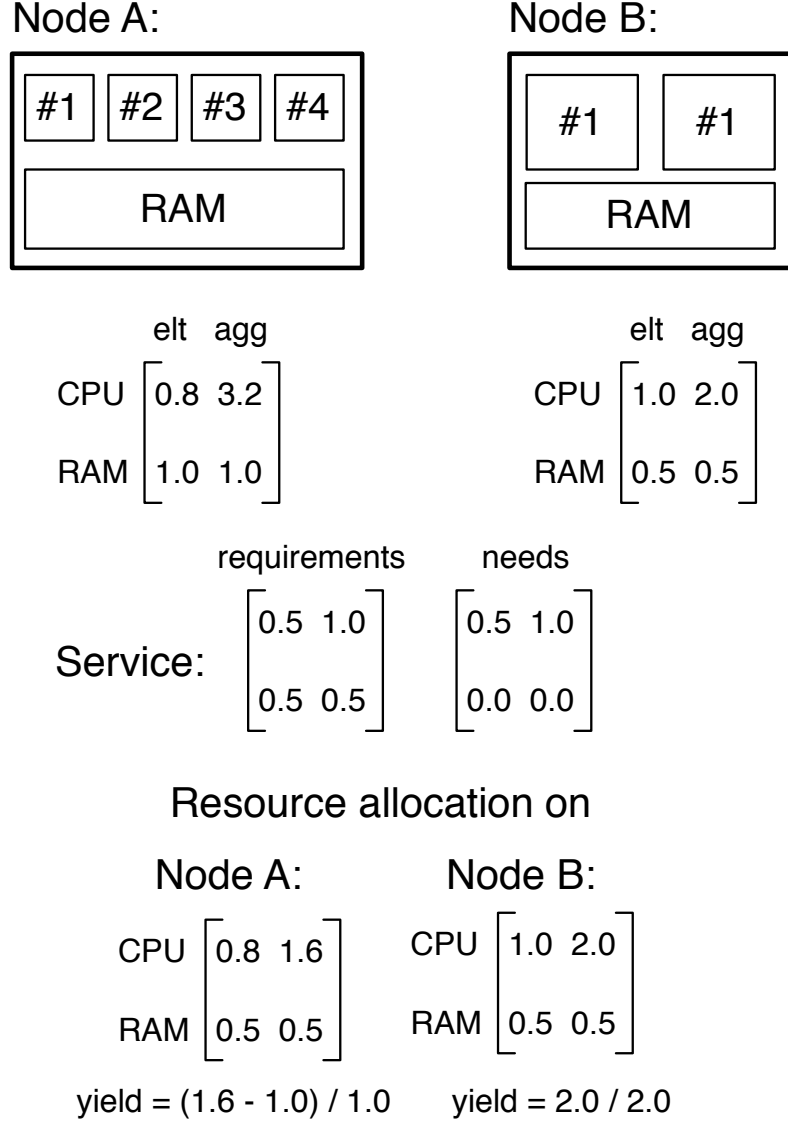 Node A: Node B:
#1 #2 #3 #4 #1 #1
RAM RAM
elt agg elt agg
CPU 0.8 3.2 CPU 1.0 2.0
RAM 1.0 1.0 RAM 0.5 0.5
requirements needs
0.5 1.0 0.5 1.0
Service:
0.5 0.5 0.0 0.0
Resource allocation on
Node A: Node B:
CPU 0.8 1.6 CPU 1.0 2.0
RAM 0.5 0.5 RAM 0.5 0.5
yield = (1.6 - 1.0) / 1.0 yield = 2.0 / 2.0